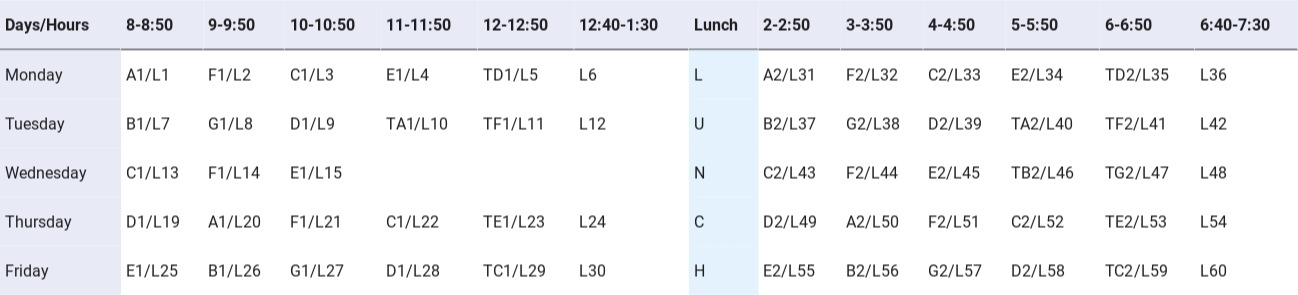 Days/Hours 8-8:50 9-9:50 10-10:50 11-11:50 12-12:50 12:40-1:30 Lunch 2-2:50 3-3:50 4-4:50 5-5:50 6-6:50 6:40-7:30
Monday A1/L1 F1/L2 C1/L3 E1/L4 TD1/L5 L6 L A2/L31 F2/L32 C2/L33 E2/L34 TD2/L35 L36
Tuesday B1/L7 G1/L8 D1/L9 TA1/L10 TF1/L11 L12 U B2/L37 G2/L38 D2/L39 TA2/L40 TF2/L41 L42
Wednesday C1/L13 F1/L14 E1/L15 N C2/L43 F2/L44 E2/L45 TB2/L46 TG2/L47 L48
Thursday D1/L19 A1/L20 F1/L21 C1/L22 TE1/L23 L24 C D2/L49 A2/L50 F2/L51 C2/L52 TE2/L53 L54
Friday E1/L25 B1/L26 G1/L27 D1/L28 TC1/L29 L30 H E2/L55 B2/L56 G2/L57 D2/L58 TC2/L59 L60